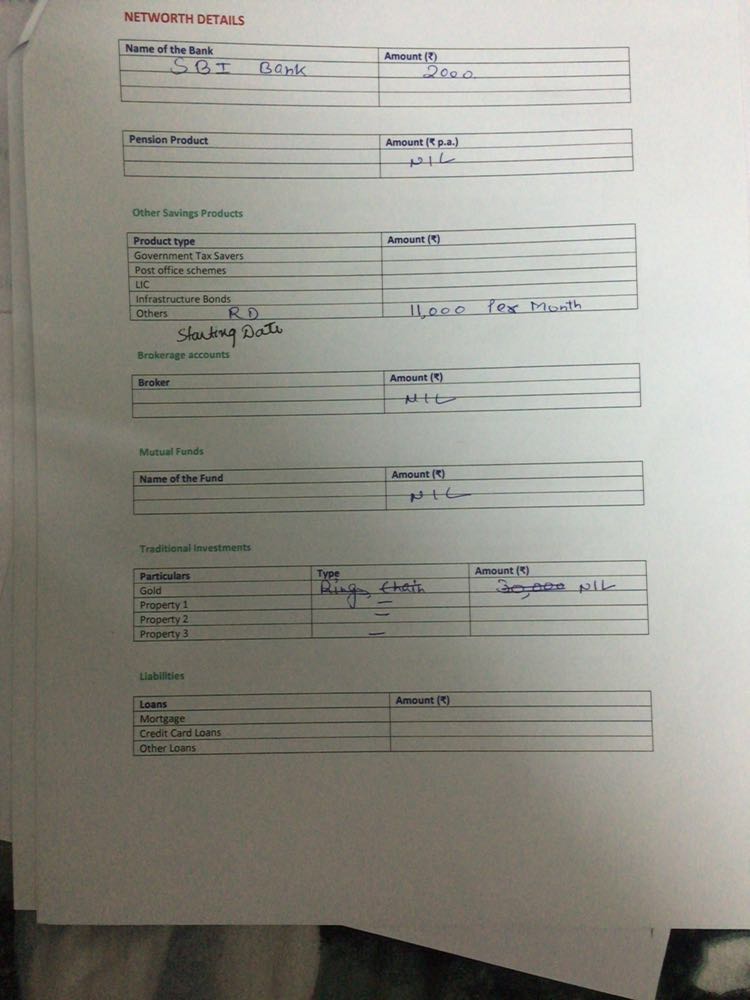 NETWORTH DETAILS
Name of the Bank Amount (₹)
SBI Bank 2000
Pension Product Amount (₹ p.a.)
NIL
Other Savings Products
Product type Amount (₹)
Government Tax Savers
Post office schemes
LIC
Infrastructure Bonds
Others RD 11,000 Per Month
Starting Date
Brokerage accounts
Broker Amount (₹)
NIL
Mutual Funds
Name of the Fund Amount (₹)
NIL
Traditional Investments
Particulars Type Amount (₹)
Gold Ring, Chain 30,000 NIL
Property 1 —
Property 2 —
Property 3 —
Liabilities
Loans Amount (₹)
Mortgage
Credit Card Loans
Other Loans